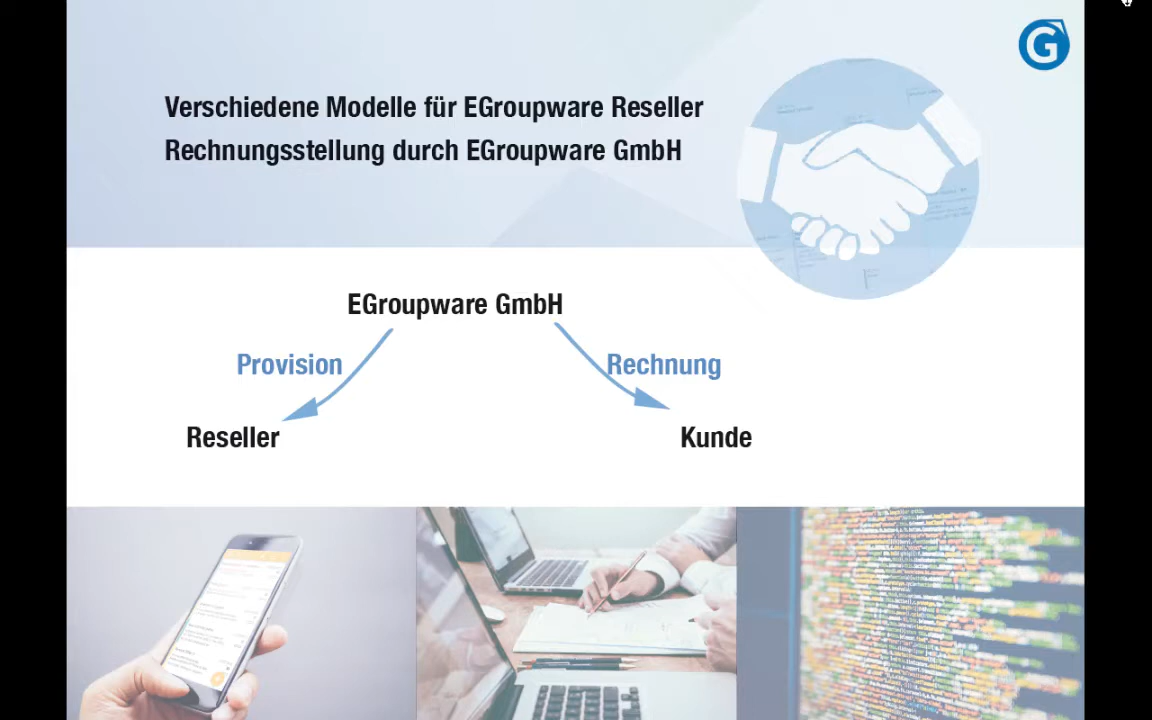 G
Verschiedene Modelle für EGroupware Reseller
Rechnungsstellung durch EGroupware GmbH
EGroupware GmbH
Provision
Rechnung
Reseller
Kunde